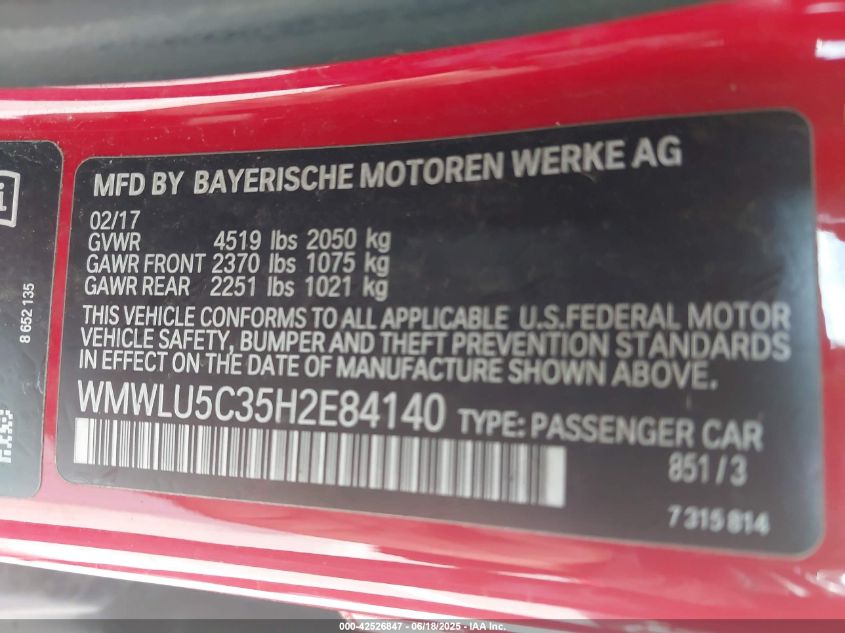 MFD BY BAYERISCHE MOTOREN WERKE AG
02/17
GVWR 4519 lbs 2050 kg
GAWR FRONT 2370 lbs 1075 kg
GAWR REAR 2251 lbs 1021 kg
THIS VEHICLE CONFORMS TO ALL APPLICABLE U.S.FEDERAL MOTOR
VEHICLE SAFETY, BUMPER AND THEFT PREVENTION STANDARDS
IN EFFECT ON THE DATE OF MANUFACTURE SHOWN ABOVE.
WMWLU5C35H2E84140 TYPE: PASSENGER CAR
851/3
7315814
8 652 135
000-42526847 - 06/18/2025 - IAA Inc.